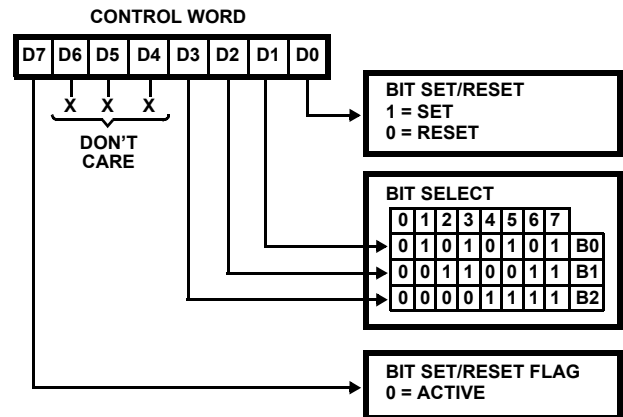 CONTROL WORD
D7 D6 D5 D4 D3 D2 D1 D0
X X X
DON'T
CARE
BIT SET/RESET
1 = SET
0 = RESET
BIT SELECT
0 1 2 3 4 5 6 7
0 1 0 1 0 1 0 1 B0
0 0 1 1 0 0 1 1 B1
0 0 0 0 1 1 1 1 B2
BIT SET/RESET FLAG
0 = ACTIVE